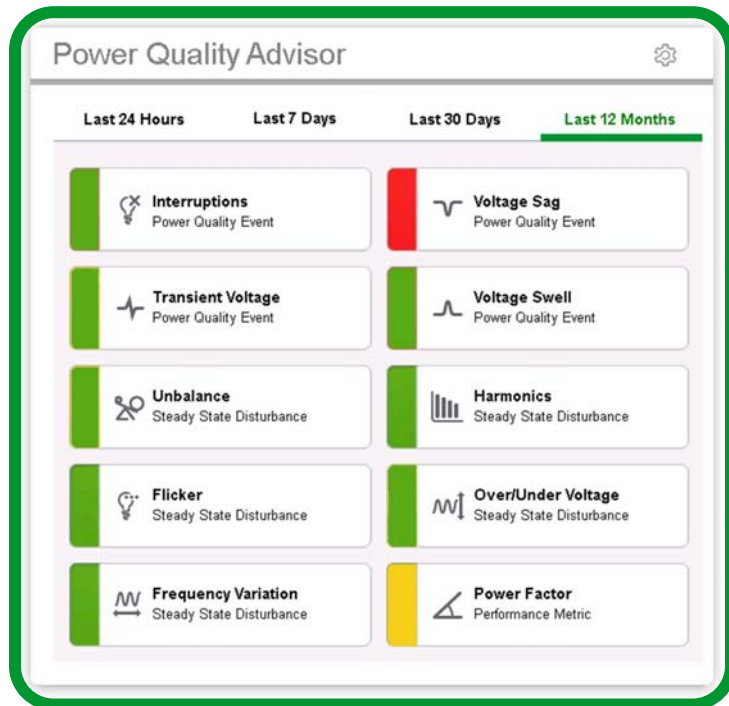 Power Quality Advisor
Last 24 Hours
Last 7 Days
Last 30 Days
Last 12 Months
Interruptions
Power Quality Event
Voltage Sag
Power Quality Event
Transient Voltage
Power Quality Event
Voltage Swell
Power Quality Event
Unbalance
Steady State Disturbance
Harmonics
Steady State Disturbance
Flicker
Steady State Disturbance
Over/Under Voltage
Steady State Disturbance
Frequency Variation
Steady State Disturbance
Power Factor
Performance Metric